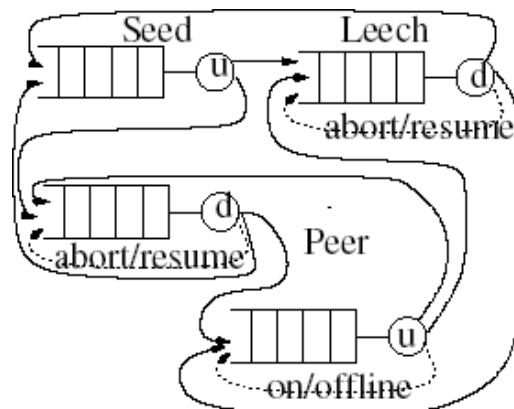 Seed Leech
u d
abort/resume
d
Peer
abort/resume
u
on/offline